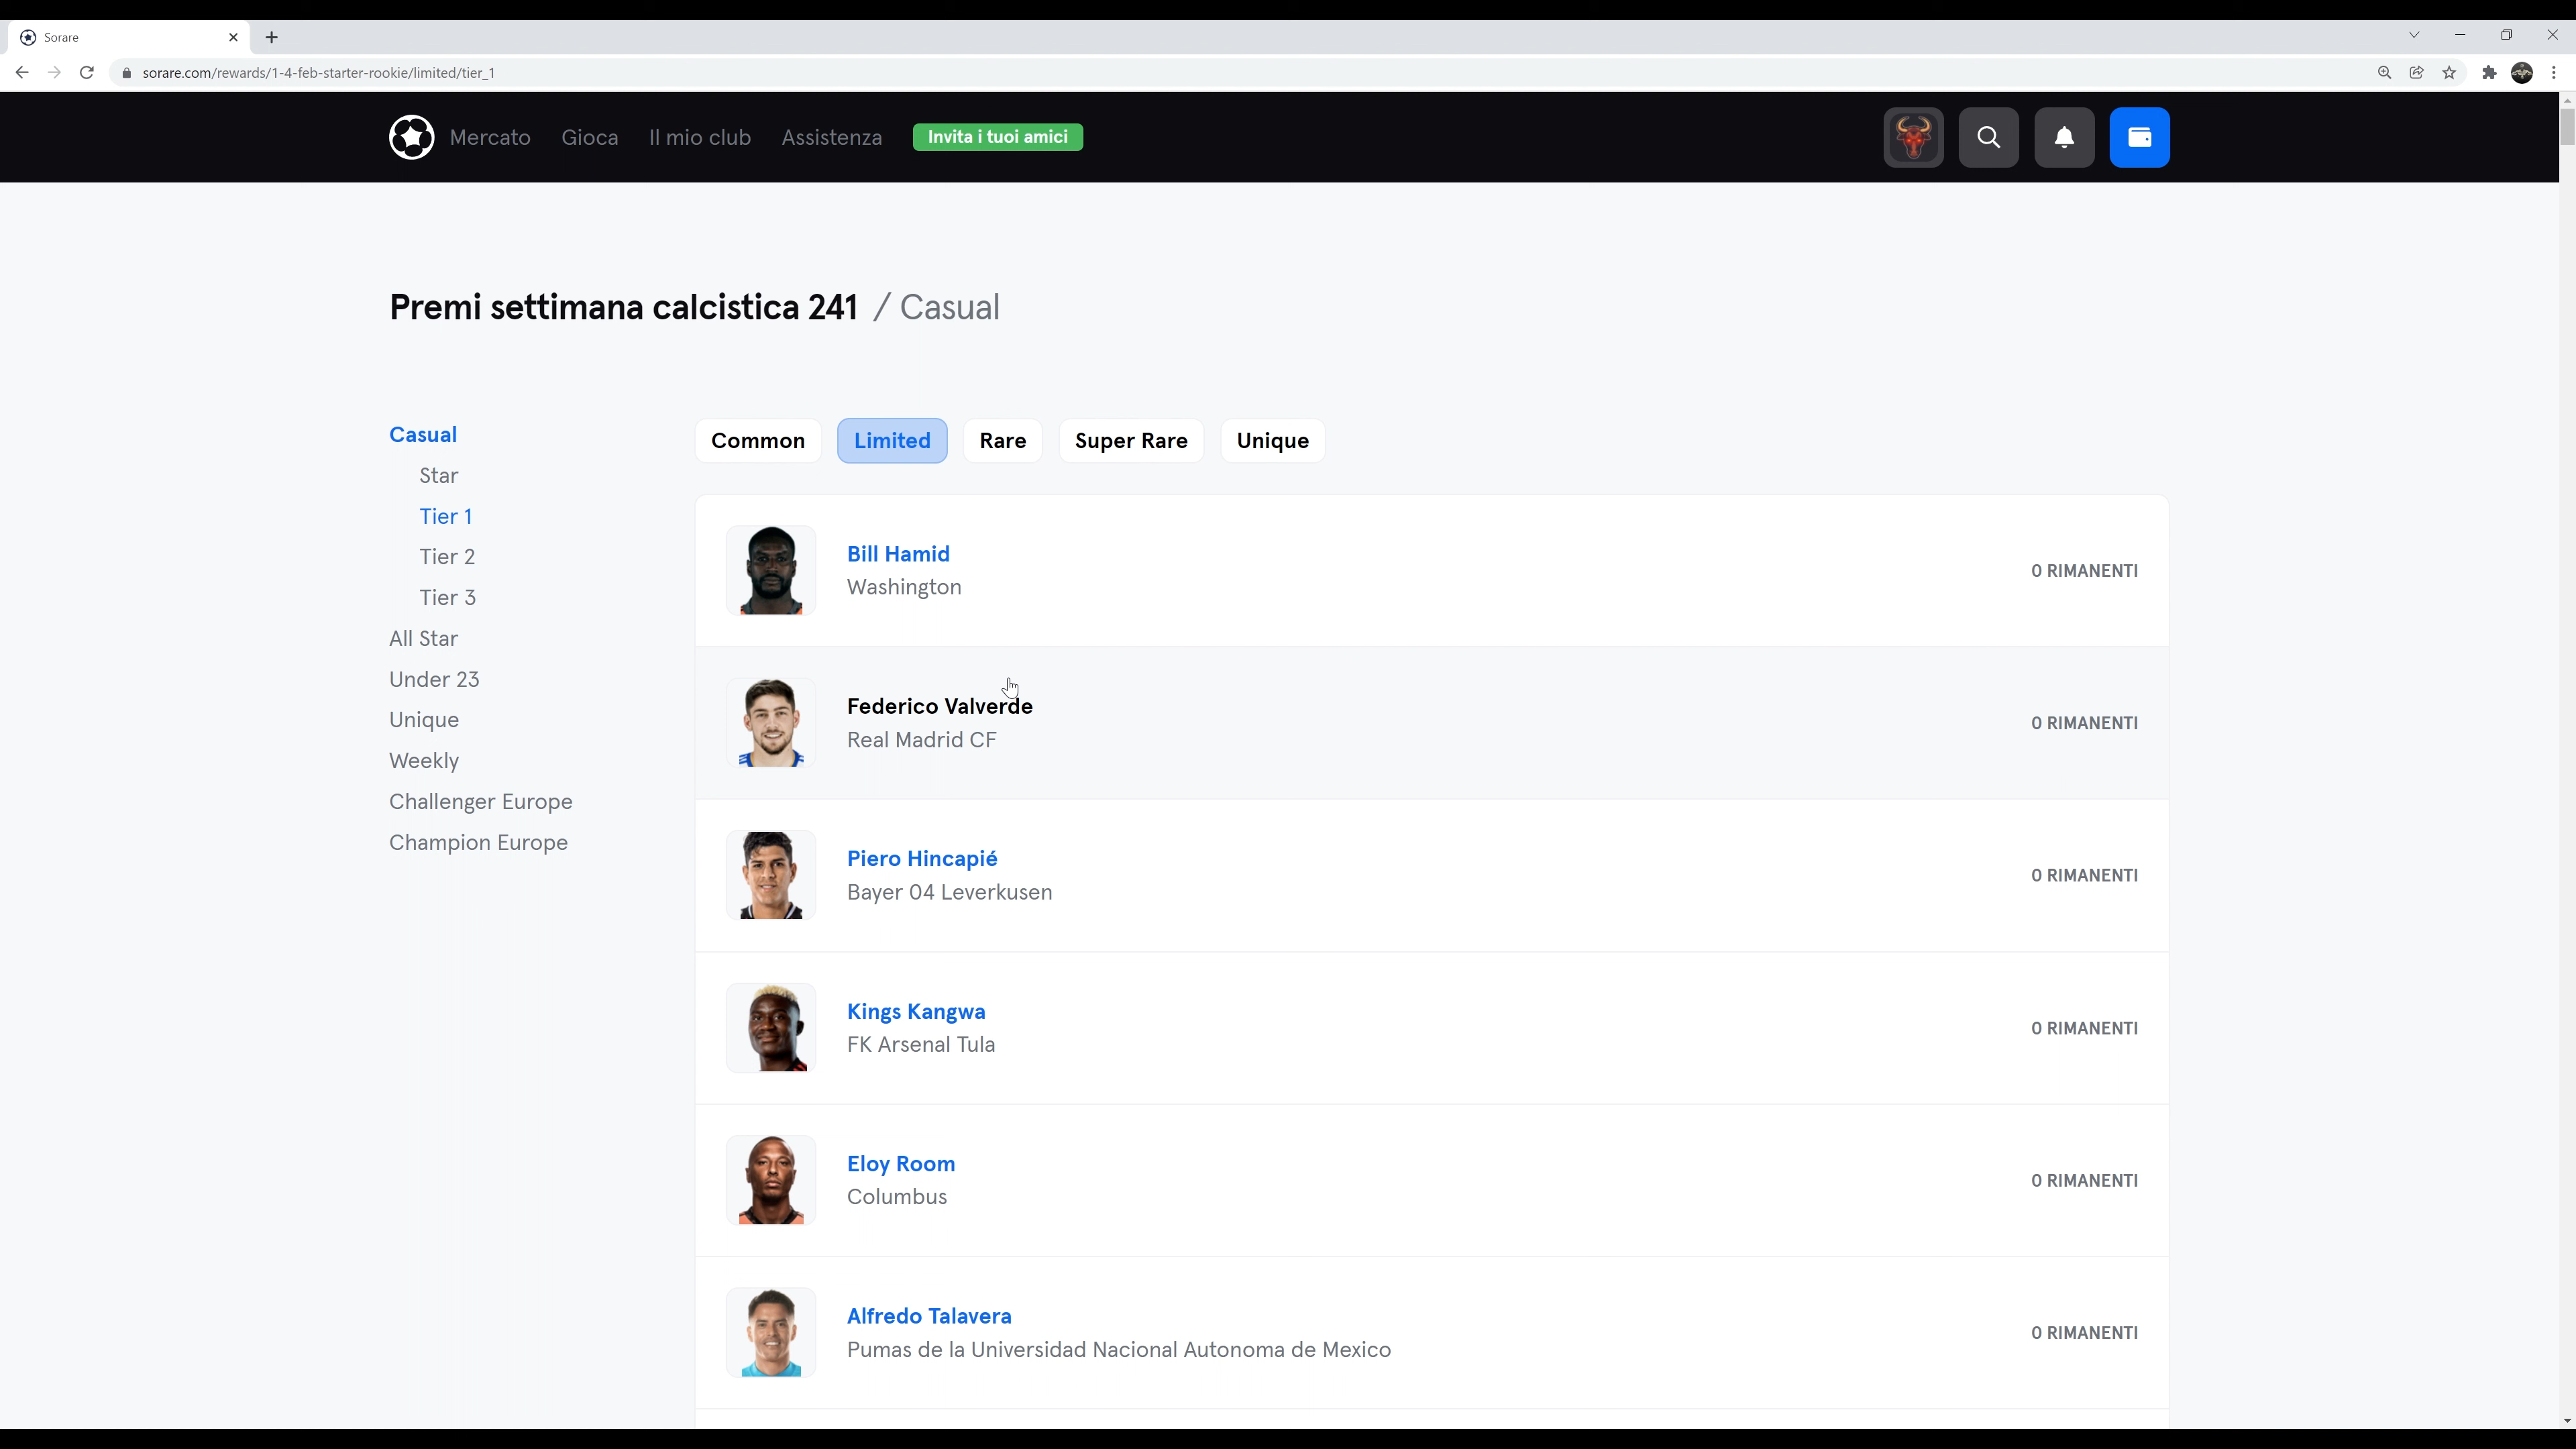 Sorare
sorare.com/rewards/1-4-feb-starter-rookie/limited/tier_1
Mercato Gioca Il mio club Assistenza Invita i tuoi amici
Premi settimana calcistica 241 / Casual
Casual
Star
Tier 1
Tier 2
Tier 3
All Star
Under 23
Unique
Weekly
Challenger Europe
Champion Europe
Common Limited Rare Super Rare Unique
Bill Hamid
Washington
0 RIMANENTI
Federico Valverde
Real Madrid CF
0 RIMANENTI
Piero Hincapié
Bayer 04 Leverkusen
0 RIMANENTI
Kings Kangwa
FK Arsenal Tula
0 RIMANENTI
Eloy Room
Columbus
0 RIMANENTI
Alfredo Talavera
Pumas de la Universidad Nacional Autonoma de Mexico
0 RIMANENTI